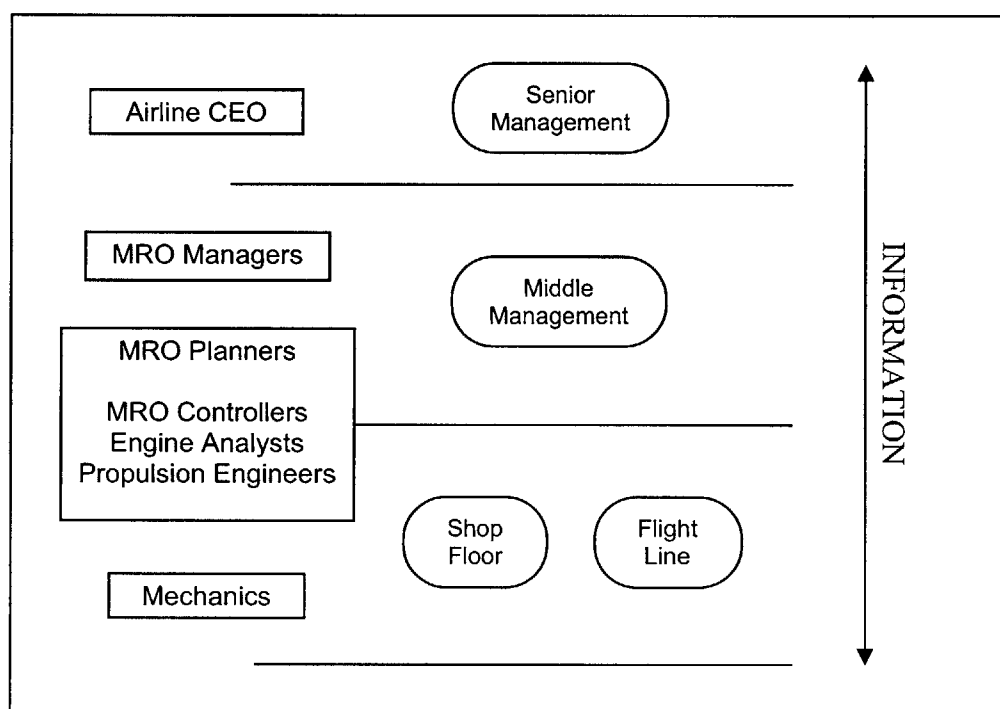 Airline CEO
Senior
Management
MRO Managers
Middle
Management
MRO Planners
MRO Controllers
Engine Analysts
Propulsion Engineers
Shop
Floor
Flight
Line
Mechanics
INFORMATION